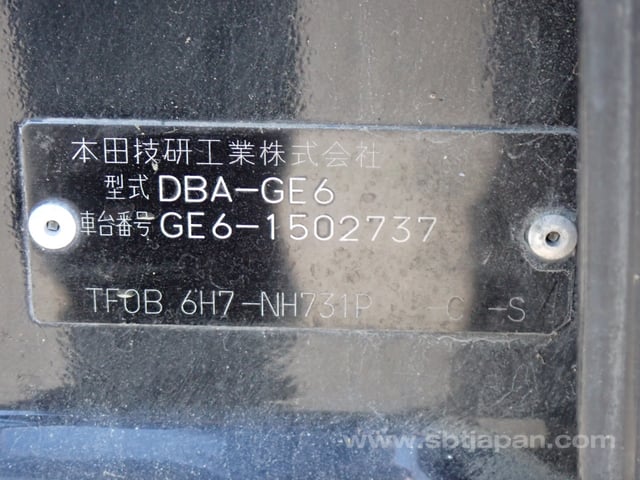 本田技研工業株式会社
型式 DBA-GE6
車台番号 GE6-1502737
TF0B 6H7-NH731P -C -S
www.sbtjapan.com